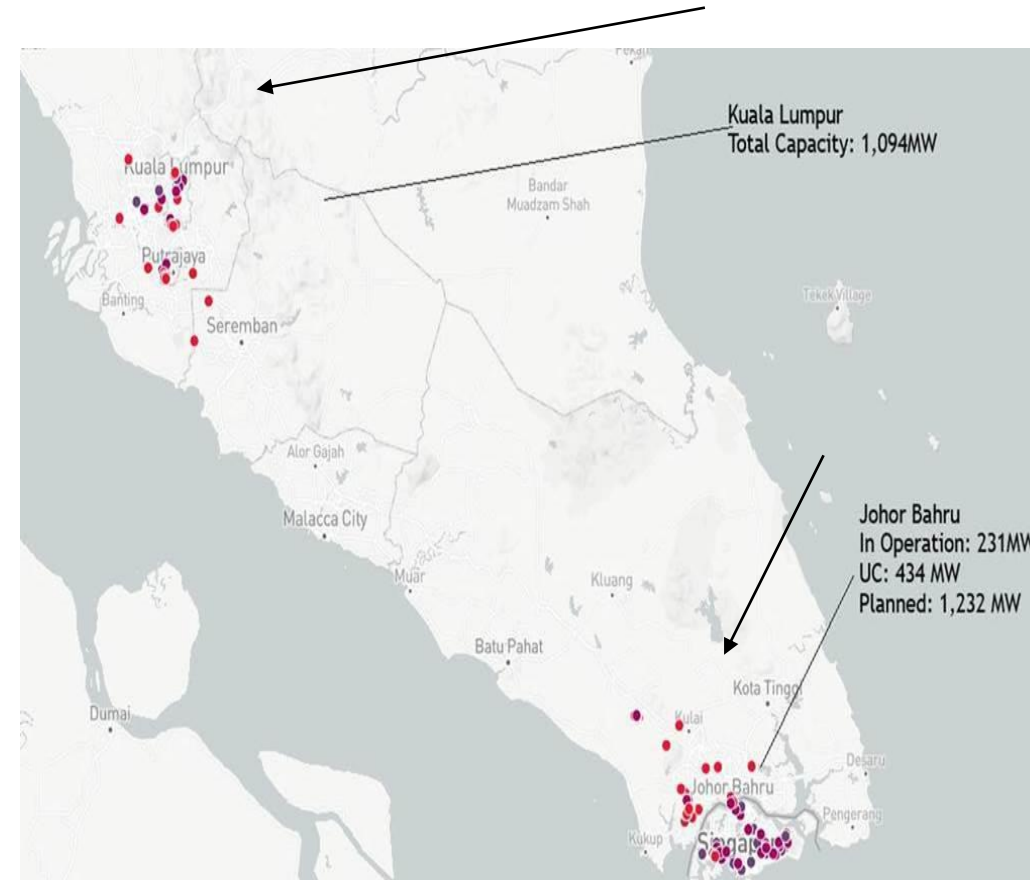 Pekan
Kuala Lumpur
Total Capacity: 1,094MW
Kuala Lumpur
Bandar
Muadzam Shah
Putrajaya
Banting
Tekek Village
Seremban
Alor Gajah
Malacca City
Johor Bahru
In Operation: 231MW
UC: 434 MW
Planned: 1,232 MW
Muar
Kluang
Batu Pahat
Kota Tinggi
Dumai
Kulai
Desaru
Johor Bahru
Pengerang
Kukup